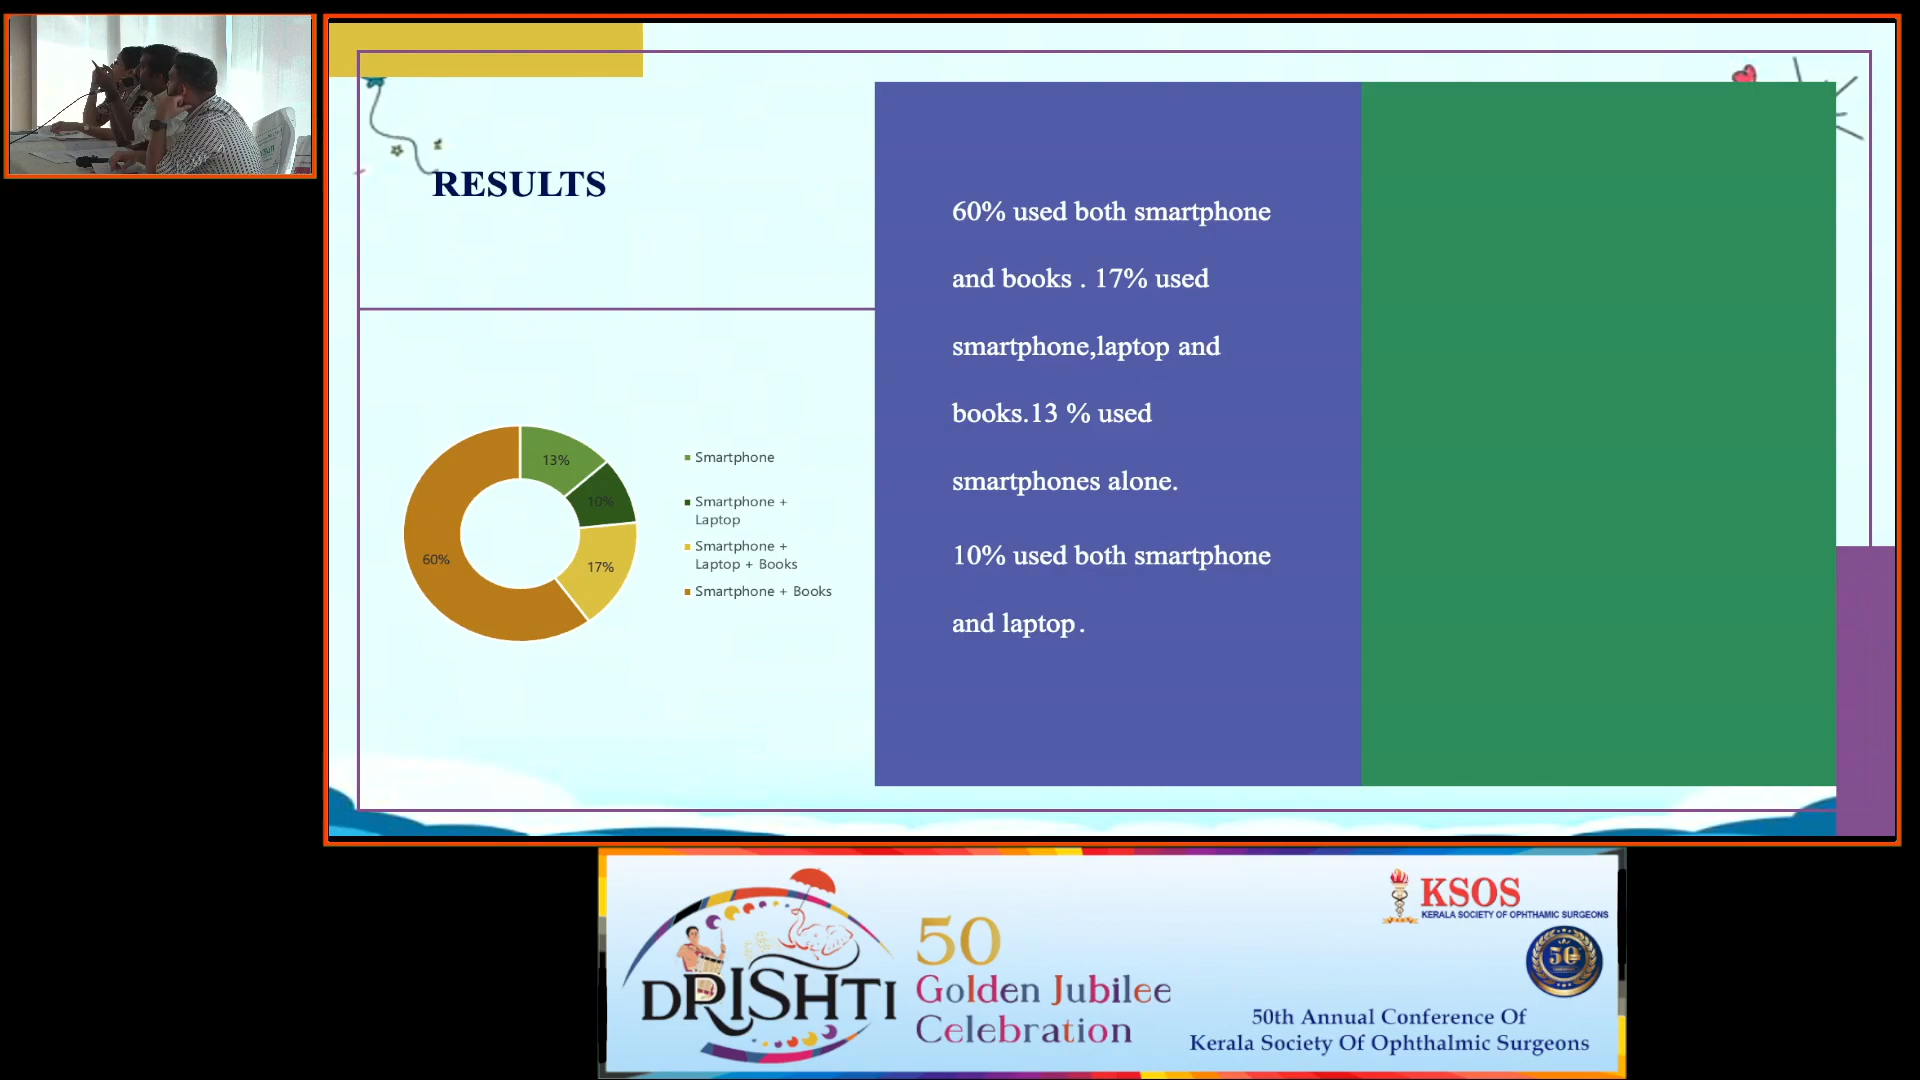 RESULTS
13%
10%
17%
60%
Smartphone
Smartphone +
Laptop
Smartphone +
Laptop + Books
Smartphone + Books
60% used both smartphone
and books . 17% used
smartphone,laptop and
books.13 % used
smartphones alone.
10% used both smartphone
and laptop .
DRISHTI
50
Golden Jubilee
Celebration
KSOS
KERALA SOCIETY OF OPHTHAMIC SURGEONS
50
50th Annual Conference Of
Kerala Society Of Ophthalmic Surgeons